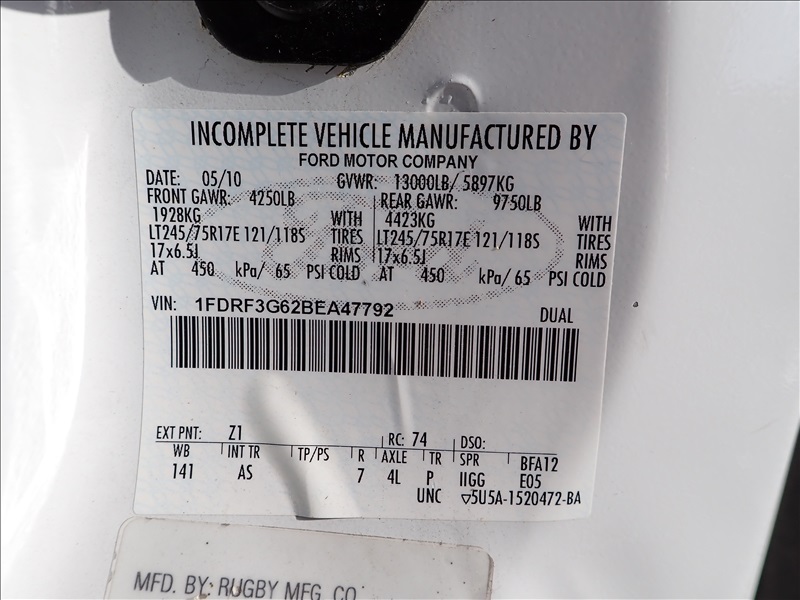 INCOMPLETE VEHICLE MANUFACTURED BY
FORD MOTOR COMPANY
DATE: 05/10 GVWR: 13000LB/ 5897KG
FRONT GAWR: 4250LB REAR GAWR: 9750LB
1928KG WITH 4423KG WITH
LT245/75R17E 121/118S TIRES LT245/75R17E 121/118S TIRES
17x6.5J RIMS 17x6.5J RIMS
AT 450 kPa/ 65 PSI COLD AT 450 kPa/ 65 PSI COLD
VIN: 1FDRF3G62BEA47792 DUAL
EXT PNT: Z1 RC: 74 DSO:
WB INT TR TP/PS R AXLE TR SPR BFA12
141 AS 7 4L P IIGG E05
UNC ▽5U5A-1520472-BA
MFD. BY: RUGBY MFG. CO.